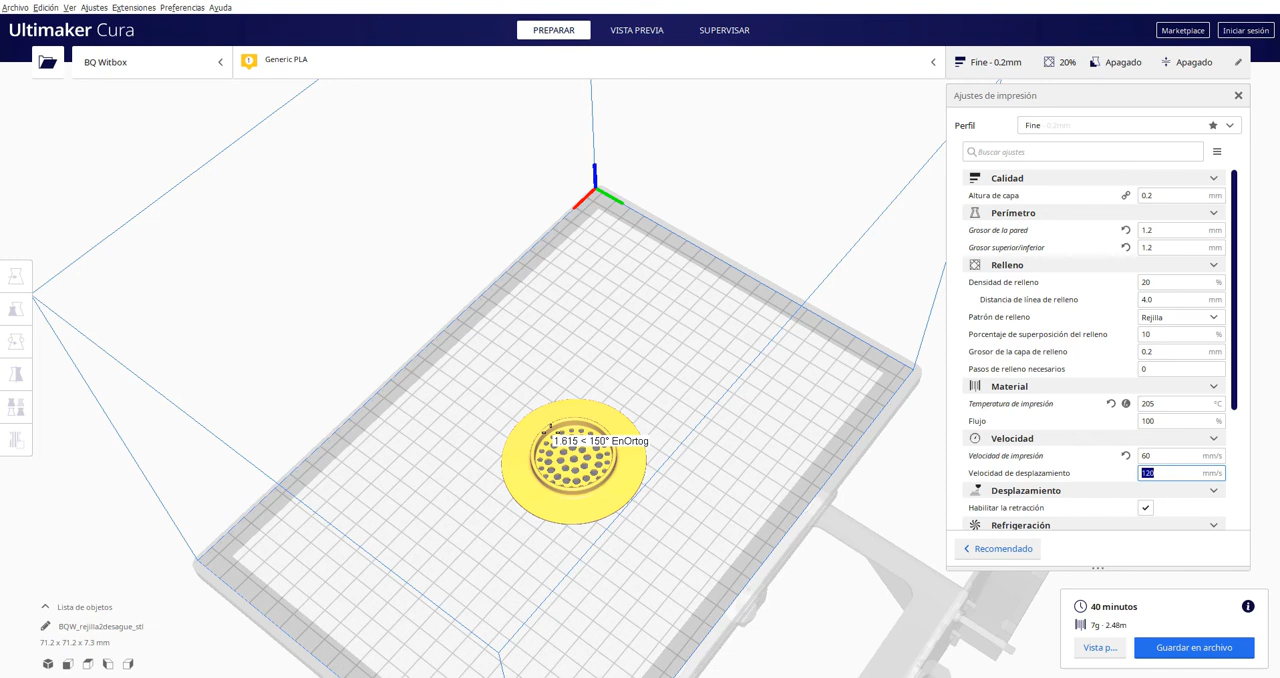 Archivo Edición Ver Ajustes Extensiones Preferencias Ayuda
Ultimaker Cura
PREPARAR
VISTA PREVIA
SUPERVISAR
Marketplace
Iniciar sesión
BQ Witbox
1
Generic PLA
Fine - 0.2mm
20%
Apagado
Apagado
Ajustes de impresión
Perfil
Fine 0.2mm
Buscar ajustes
Calidad
Altura de capa 0.2 mm
Perímetro
Grosor de la pared 1.2 mm
Grosor superior/inferior 1.2 mm
Relleno
Densidad de relleno 20 %
Distancia de línea de relleno 4.0 mm
Patrón de relleno Rejilla
Porcentaje de superposición del relleno 10 %
Grosor de la capa de relleno 0.2 mm
Pasos de relleno necesarios 0
Material
Temperatura de impresión 205 °C
Flujo 100 %
Velocidad
Velocidad de impresión 60 mm/s
Velocidad de desplazamiento 120 mm/s
Desplazamiento
Habilitar la retracción
Refrigeración
Recomendado
1.615 < 150° EnOrtog
Lista de objetos
BQW_rejilla2desague_stl
71.2 x 71.2 x 7.3 mm
40 minutos
7g · 2.48m
Vista p...
Guardar en archivo